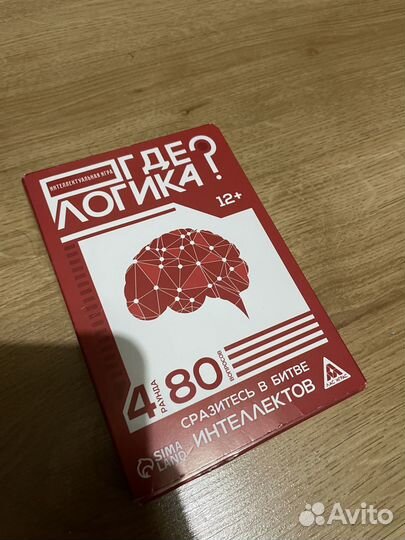 ИНТЕЛЛЕКТУАЛЬНАЯ ИГРА
ГДЕ
ЛОГИКА?
12+
4 РАУНДА
80 ВОПРОСОВ
СРАЗИТЕСЬ В БИТВЕ
ИНТЕЛЛЕКТОВ
SIMA
LAND
Avito